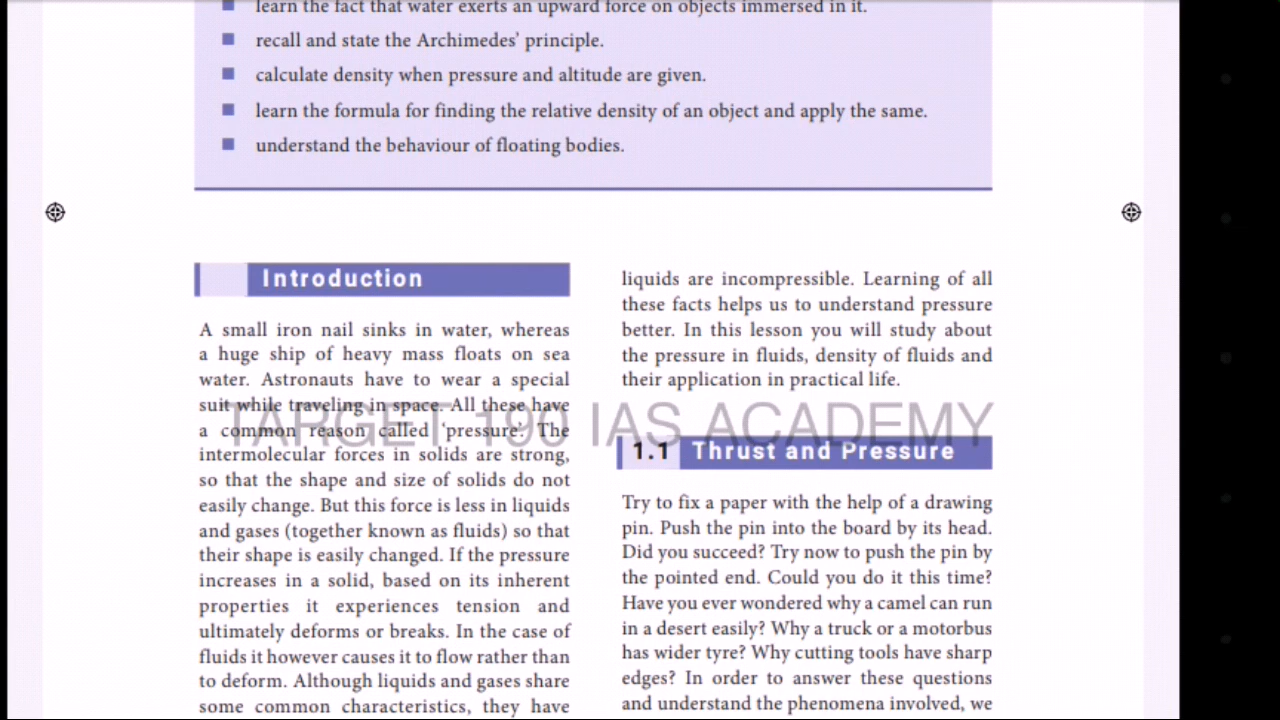 learn the fact that water exerts an upward force on objects immersed in it.
recall and state the Archimedes' principle.
calculate density when pressure and altitude are given.
learn the formula for finding the relative density of an object and apply the same.
understand the behaviour of floating bodies.
Introduction
A small iron nail sinks in water, whereas
a huge ship of heavy mass floats on sea
water. Astronauts have to wear a special
suit while traveling in space. All these have
a common reason called 'pressure'. The
intermolecular forces in solids are strong,
so that the shape and size of solids do not
easily change. But this force is less in liquids
and gases (together known as fluids) so that
their shape is easily changed. If the pressure
increases in a solid, based on its inherent
properties it experiences tension and
ultimately deforms or breaks. In the case of
fluids it however causes it to flow rather than
to deform. Although liquids and gases share
some common characteristics, they have
liquids are incompressible. Learning of all
these facts helps us to understand pressure
better. In this lesson you will study about
the pressure in fluids, density of fluids and
their application in practical life.
TARGET 190 IAS ACADEMY
1.1 Thrust and Pressure
Try to fix a paper with the help of a drawing
pin. Push the pin into the board by its head.
Did you succeed? Try now to push the pin by
the pointed end. Could you do it this time?
Have you ever wondered why a camel can run
in a desert easily? Why a truck or a motorbus
has wider tyre? Why cutting tools have sharp
edges? In order to answer these questions
and understand the phenomena involved, we